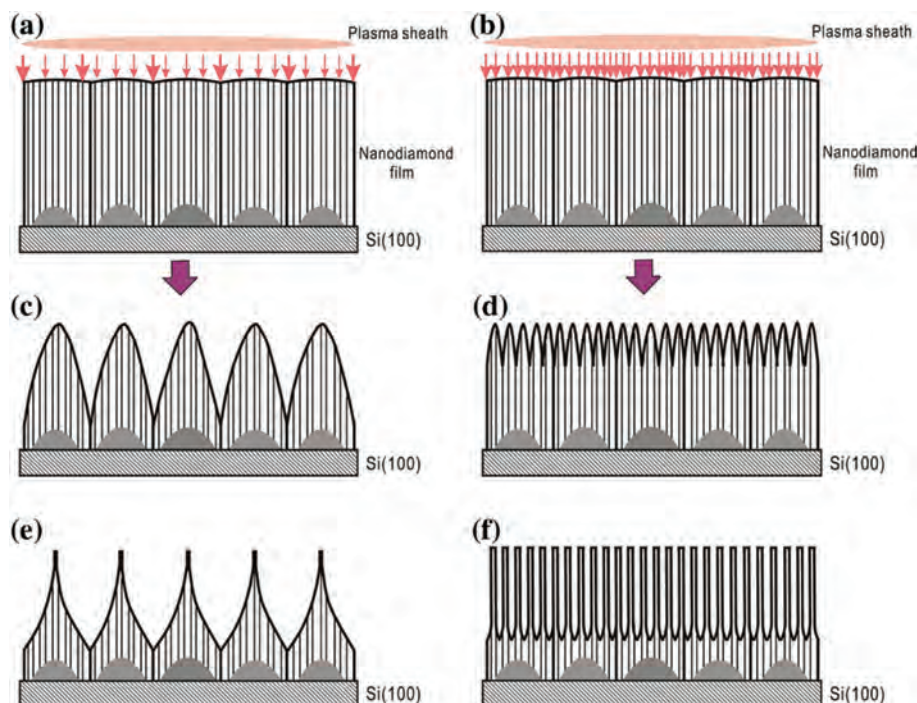 (a)
Plasma sheath
Nanodiamond
film
Si(100)
(b)
Plasma sheath
Nanodiamond
film
Si(100)
(c)
Si(100)
(d)
Si(100)
(e)
Si(100)
(f)
Si(100)